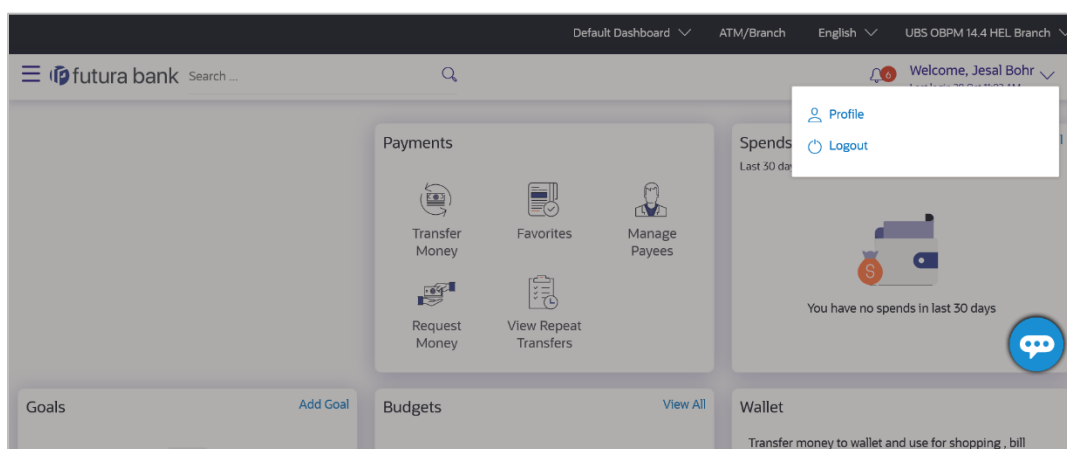 Default Dashboard ATM/Branch English UBS OBPM 14.4 HEL Branch
futura bank Search ... 6 Welcome, Jesal Bohr
Profile
Logout
Payments
Transfer Money
Favorites
Manage Payees
Request Money
View Repeat Transfers
Spends
Last 30 da
You have no spends in last 30 days
Goals Add Goal
Budgets View All
Wallet
Transfer money to wallet and use for shopping , bill